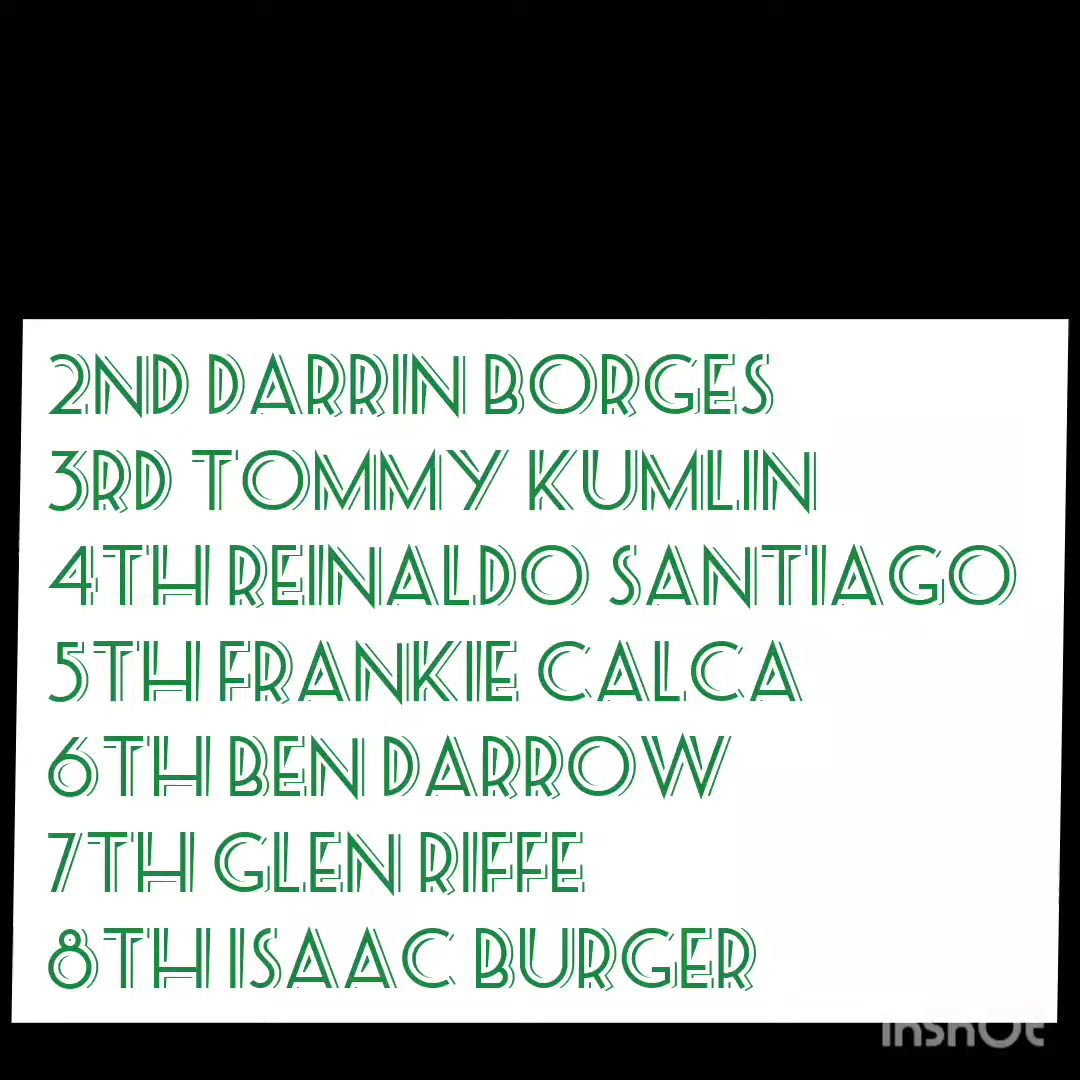 2ND DARRIN BORGES
3RD TOMMY KUMLIN
4TH REINALDO SANTIAGO
5TH FRANKIE CALCA
6TH BEN DARROW
7TH GLEN RIFFE
8TH ISAAC BURGER
InShOt